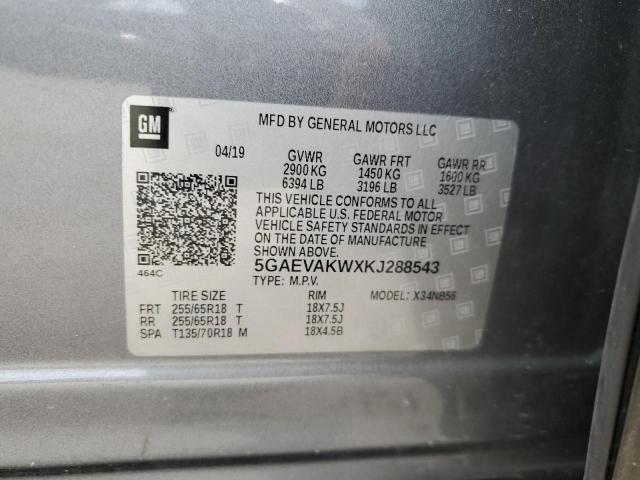 GM
MFD BY GENERAL MOTORS LLC
04/19 GVWR GAWR FRT GAWR RR
2900 KG 1450 KG 1600 KG
6394 LB 3196 LB 3527 LB
THIS VEHICLE CONFORMS TO ALL
APPLICABLE U.S. FEDERAL MOTOR
VEHICLE SAFETY STANDARDS IN EFFECT
ON THE DATE OF MANUFACTURE
SHOWN ABOVE.
464C
5GAEVAKWXKJ288543
TYPE: M.P.V.
TIRE SIZE RIM MODEL: X34NB56
FRT 255/65R18 T 18X7.5J
RR 255/65R18 T 18X7.5J
SPA T135/70R18 M 18X4.5B